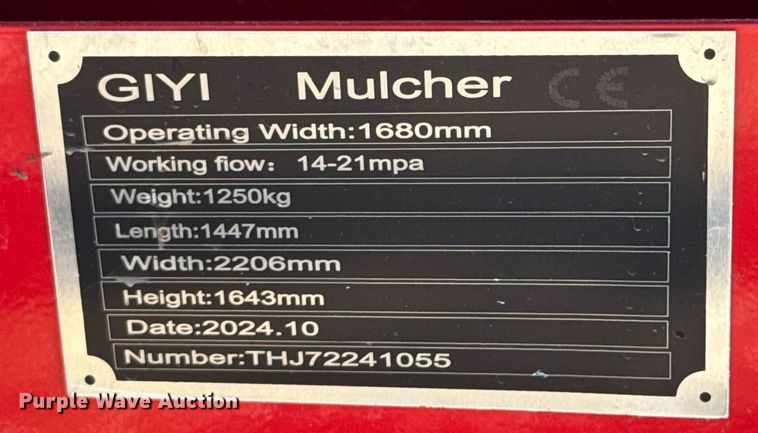 GIYI Mulcher CE
Operating Width:1680mm
Working flow: 14-21mpa
Weight:1250kg
Length:1447mm
Width:2206mm
Height:1643mm
Date:2024.10
Number:THJ72241055
Purple Wave Auction